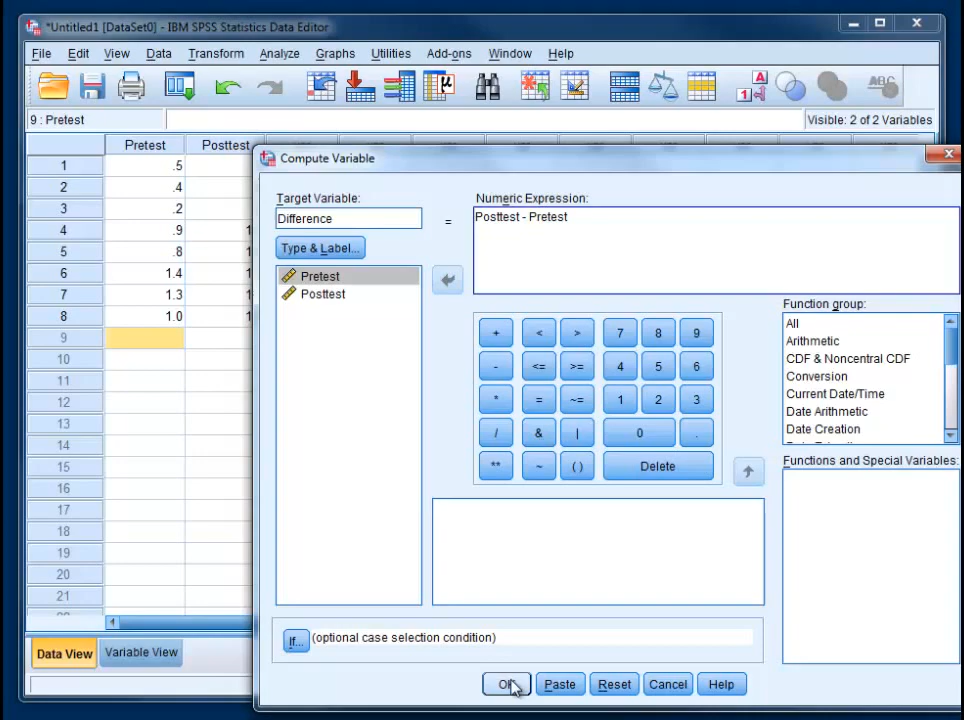 *Untitled1 [DataSet0] - IBM SPSS Statistics Data Editor
File Edit View Data Transform Analyze Graphs Utilities Add-ons Window Help
9 : Pretest
Visible: 2 of 2 Variables
Pretest Posttest
1 .5
2 .4
3 .2
4 .9 1
5 .8 1
6 1.4 1
7 1.3 1
8 1.0 1
9
10
11
12
13
14
15
16
17
18
19
20
21
Data View Variable View
Compute Variable
Target Variable:
Difference
=
Type & Label...
Pretest
Posttest
Numeric Expression:
Posttest - Pretest
+ < > 7 8 9
- <= >= 4 5 6
* = ~= 1 2 3
/ & | 0 .
** ~ ( ) Delete
Function group:
All
Arithmetic
CDF & Noncentral CDF
Conversion
Current Date/Time
Date Arithmetic
Date Creation
Functions and Special Variables:
If... (optional case selection condition)
Paste Reset Cancel Help